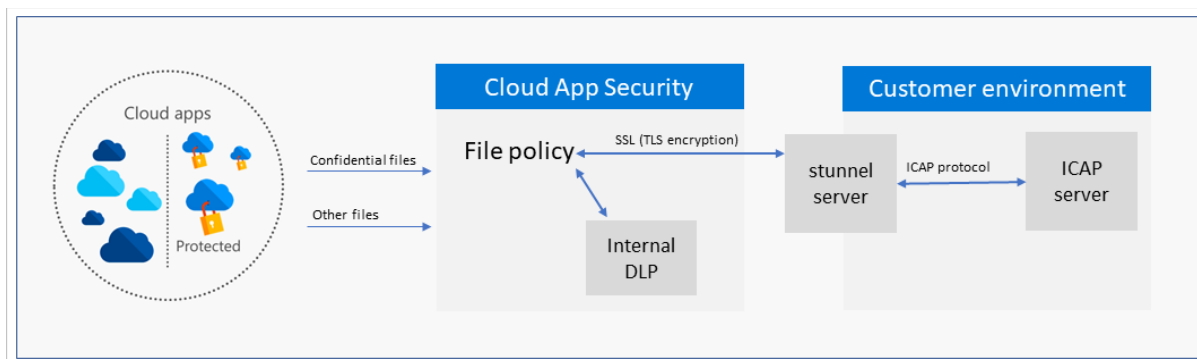 Cloud apps
Protected
Confidential files
Other files
Cloud App Security
File policy
SSL (TLS encryption)
Internal
DLP
Customer environment
stunnel
server
ICAP protocol
ICAP
server